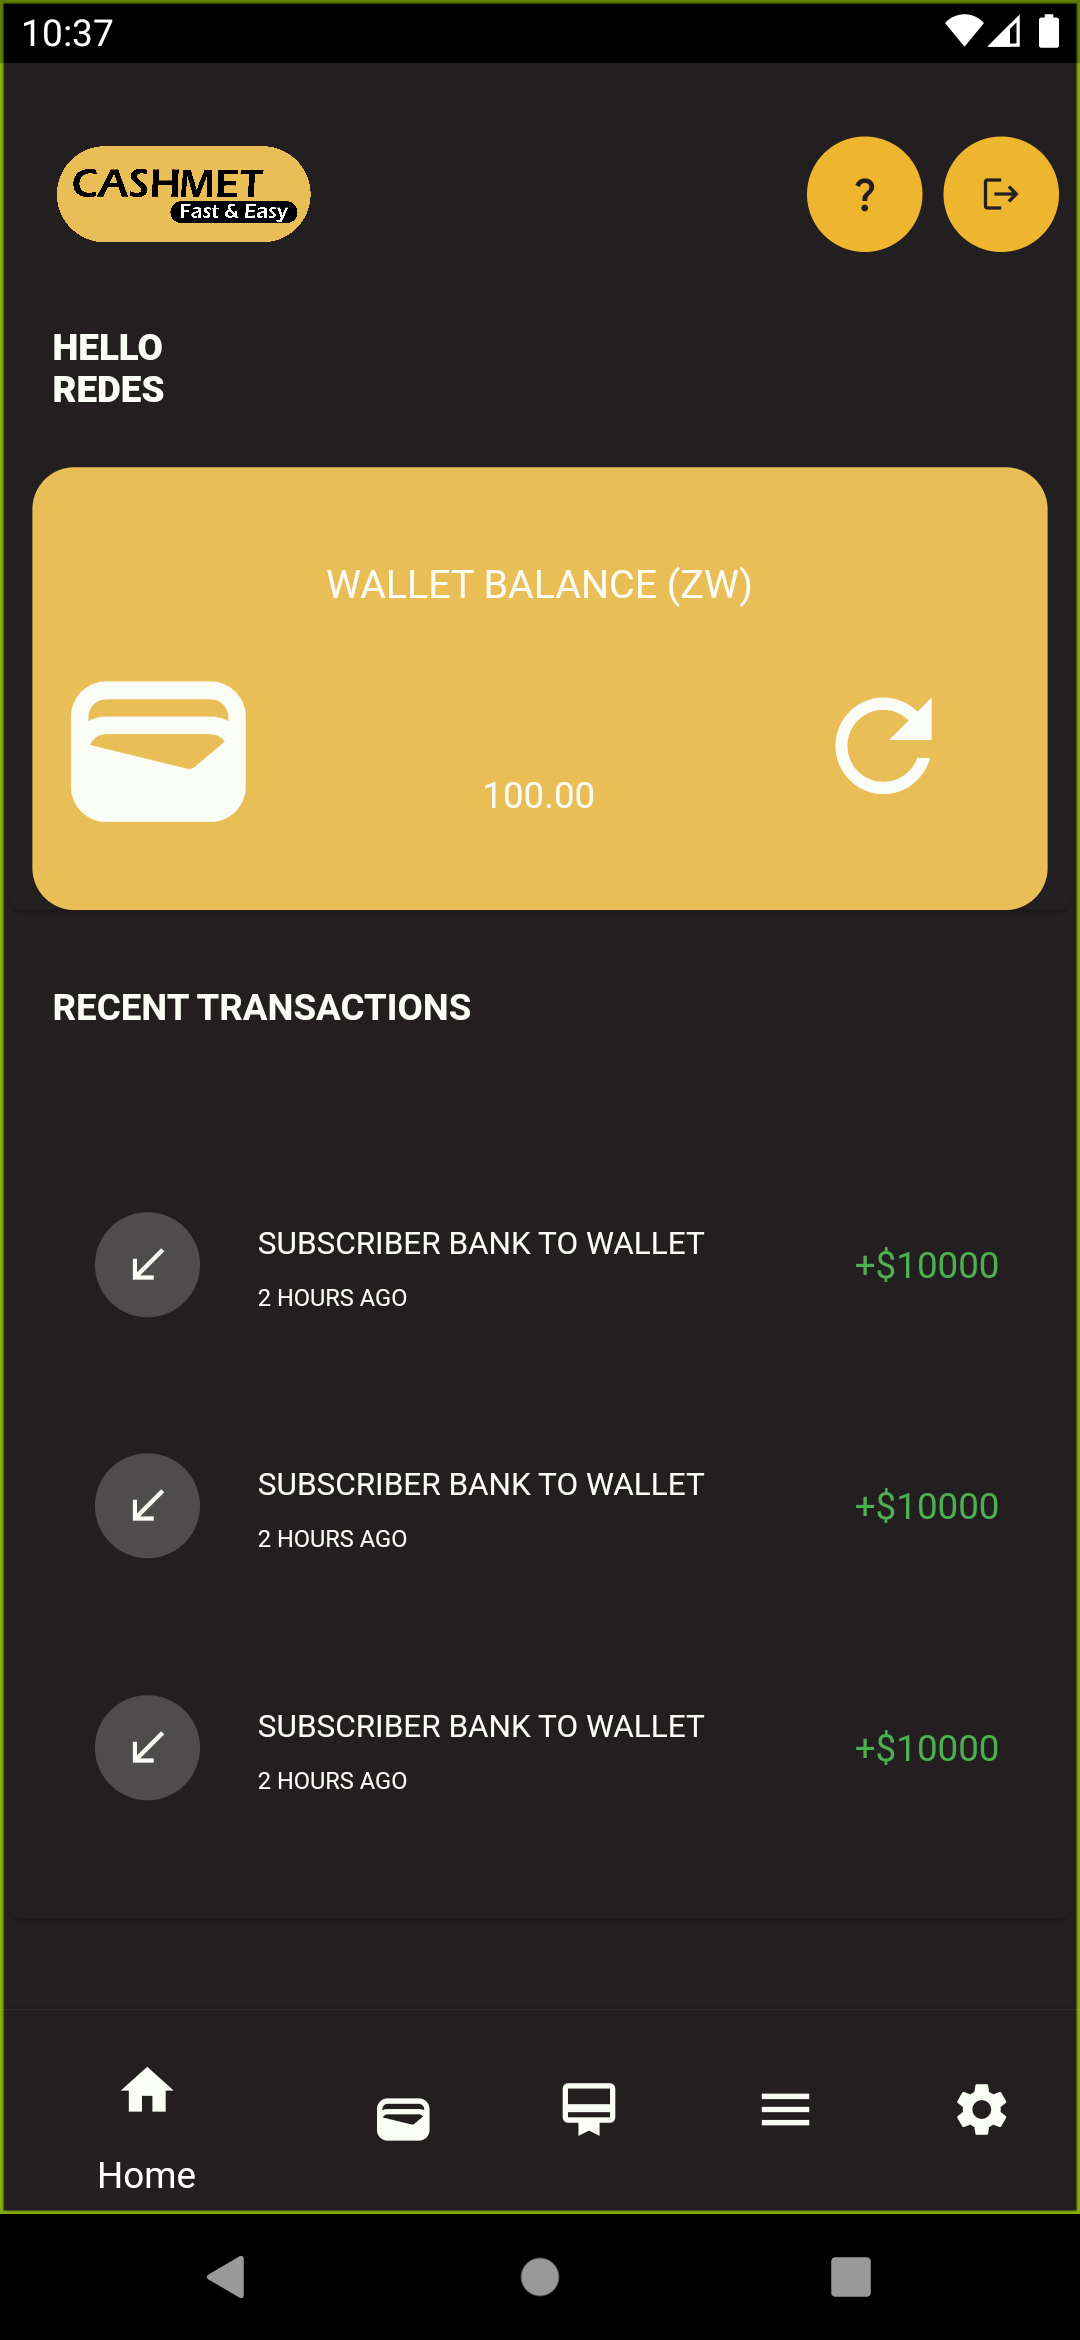 10:37
CASHMET
Fast & Easy
?
HELLO
REDES
WALLET BALANCE (ZW)
100.00
RECENT TRANSACTIONS
SUBSCRIBER BANK TO WALLET
+$10000
2 HOURS AGO
SUBSCRIBER BANK TO WALLET
+$10000
2 HOURS AGO
SUBSCRIBER BANK TO WALLET
+$10000
2 HOURS AGO
Home